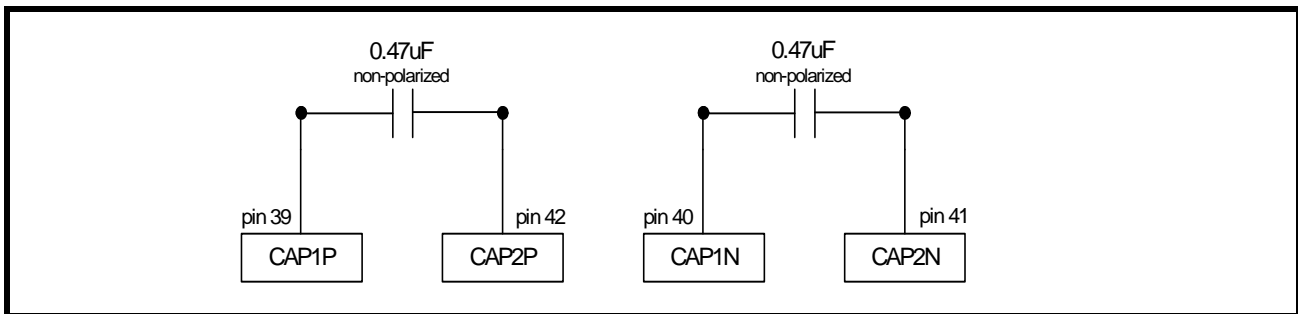 0.47uF
non-polarized
0.47uF
non-polarized
pin 39
pin 42
pin 40
pin 41
CAP1P
CAP2P
CAP1N
CAP2N